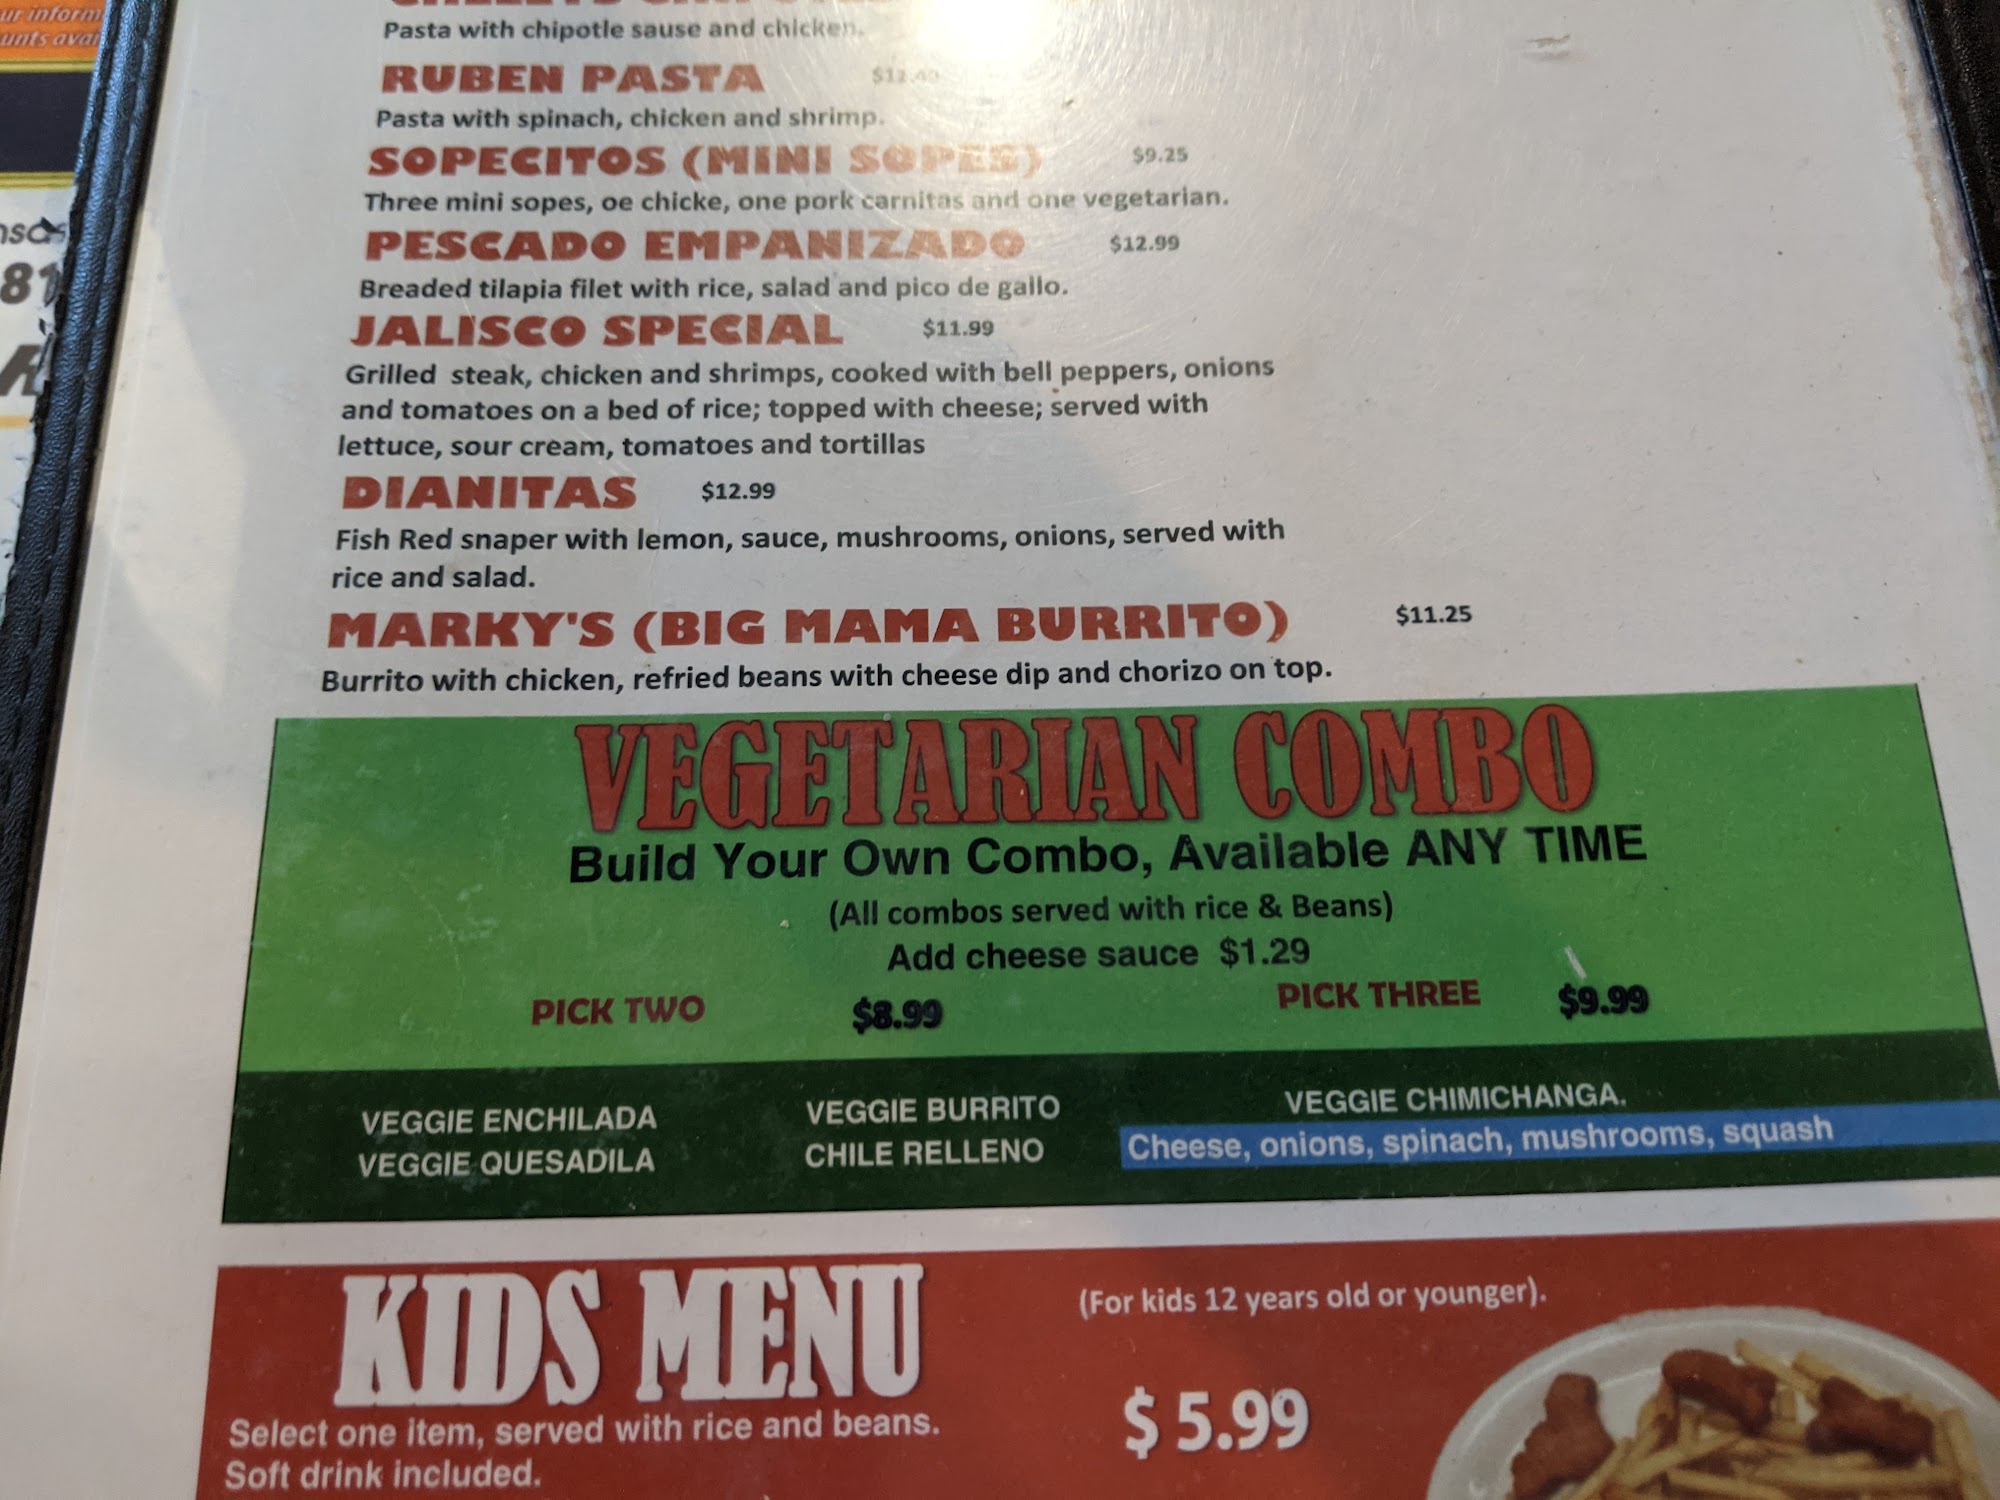 ur inform
unts avai
nsas
81
Pasta with chipotle sause and chicken.
RUBEN PASTA
Pasta with spinach, chicken and shrimp.
SOPECITOS (MINI SOPES) $9.25
Three mini sopes, oe chicke, one pork carnitas and one vegetarian.
PESCADO EMPANIZADO $12.99
Breaded tilapia filet with rice, salad and pico de gallo.
JALISCO SPECIAL $11.99
Grilled steak, chicken and shrimps, cooked with bell peppers, onions
and tomatoes on a bed of rice; topped with cheese; served with
lettuce, sour cream, tomatoes and tortillas
DIANITAS $12.99
Fish Red snaper with lemon, sauce, mushrooms, onions, served with
rice and salad.
MARKY'S (BIG MAMA BURRITO) $11.25
Burrito with chicken, refried beans with cheese dip and chorizo on top.
VEGETARIAN COMBO
Build Your Own Combo, Available ANY TIME
(All combos served with rice & Beans)
Add cheese sauce $1.29
PICK TWO $8.99 PICK THREE $9.99
VEGGIE ENCHILADA VEGGIE BURRITO VEGGIE CHIMICHANGA.
VEGGIE QUESADILA CHILE RELLENO Cheese, onions, spinach, mushrooms, squash
KIDS MENU (For kids 12 years old or younger).
$ 5.99
Select one item, served with rice and beans.
Soft drink included.